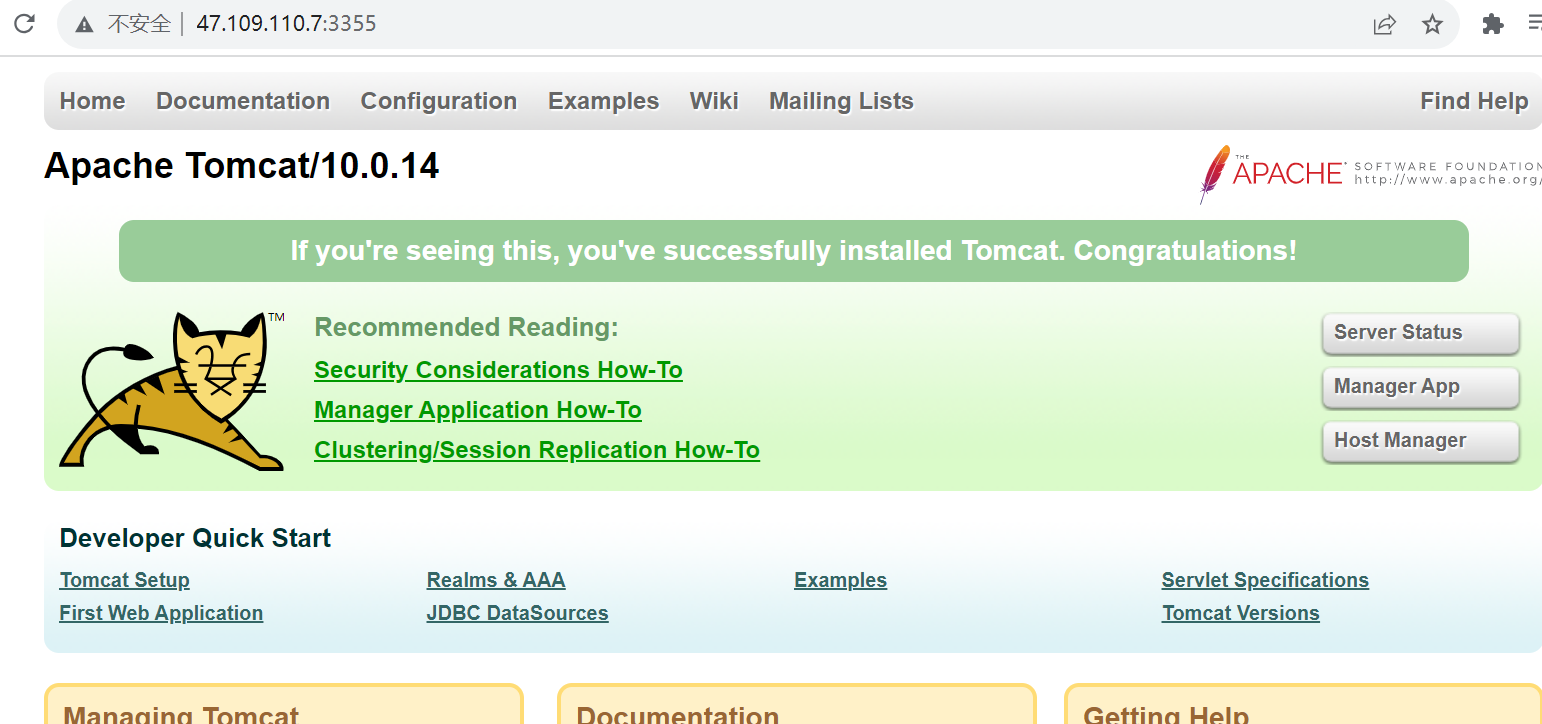 不安全 47.109.110.7:3355
Home Documentation Configuration Examples Wiki Mailing Lists Find Help
Apache Tomcat/10.0.14
THE
APACHE SOFTWARE FOUNDATION
http://www.apache.org/
If you're seeing this, you've successfully installed Tomcat. Congratulations!
TM
Recommended Reading:
Security Considerations How-To
Manager Application How-To
Clustering/Session Replication How-To
Server Status
Manager App
Host Manager
Developer Quick Start
Tomcat Setup Realms & AAA Examples Servlet Specifications
First Web Application JDBC DataSources Tomcat Versions
Managing Tomcat Documentation Getting Help